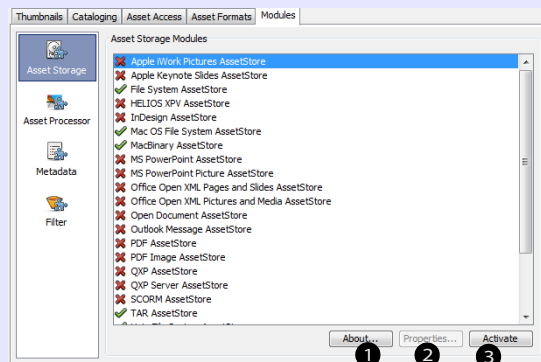 Thumbnails Cataloging Asset Access Asset Formats Modules
Asset Storage
Asset Processor
Metadata
Filter
Asset Storage Modules
Apple iWork Pictures AssetStore
Apple Keynote Slides AssetStore
File System AssetStore
HELIOS XPV AssetStore
InDesign AssetStore
Mac OS File System AssetStore
MacBinary AssetStore
MS PowerPoint AssetStore
MS PowerPoint Picture AssetStore
Office Open XML Pages and Slides AssetStore
Office Open XML Pictures and Media AssetStore
Open Document AssetStore
Outlook Message AssetStore
PDF AssetStore
PDF Image AssetStore
QXP AssetStore
QXP Server AssetStore
SCORM AssetStore
TAR AssetStore
About... Properties... Activate
1 2 3